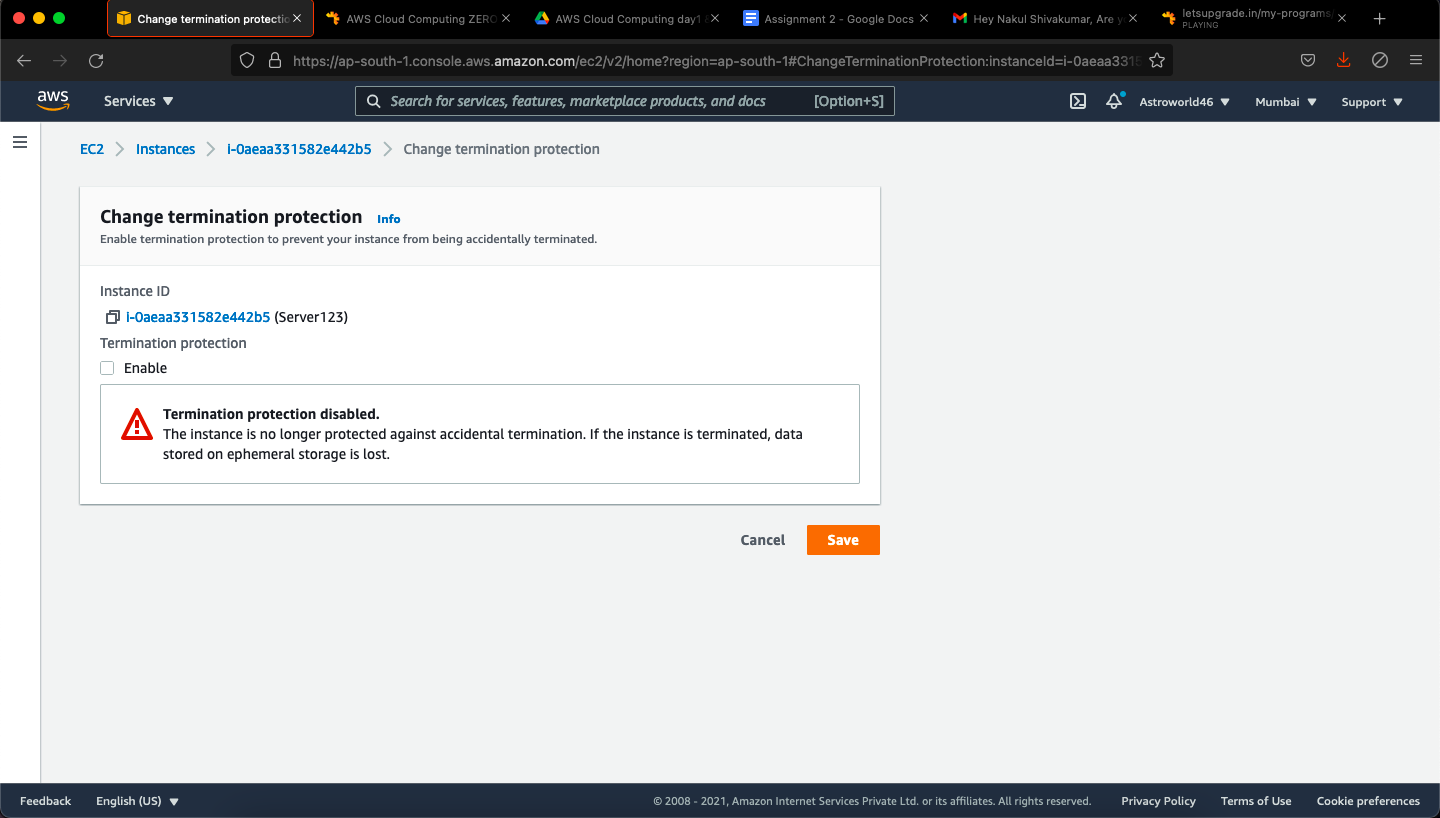 Change termination protectio
AWS Cloud Computing ZERO
AWS Cloud Computing day1
Assignment 2 - Google Docs
Hey Nakul Shivakumar, Are y
letsupgrade.in/my-programs/
PLAYING
https://ap-south-1.console.aws.amazon.com/ec2/v2/home?region=ap-south-1#ChangeTerminationProtection:instanceId=i-0aeaa3315
aws
Services
Search for services, features, marketplace products, and docs
[Option+S]
Astroworld46
Mumbai
Support
EC2
Instances
i-0aeaa331582e442b5
Change termination protection
Change termination protection
Info
Enable termination protection to prevent your instance from being accidentally terminated.
Instance ID
i-0aeaa331582e442b5 (Server123)
Termination protection
Enable
Termination protection disabled.
The instance is no longer protected against accidental termination. If the instance is terminated, data
stored on ephemeral storage is lost.
Cancel
Save
Feedback
English (US)
© 2008 - 2021, Amazon Internet Services Private Ltd. or its affiliates. All rights reserved.
Privacy Policy
Terms of Use
Cookie preferences